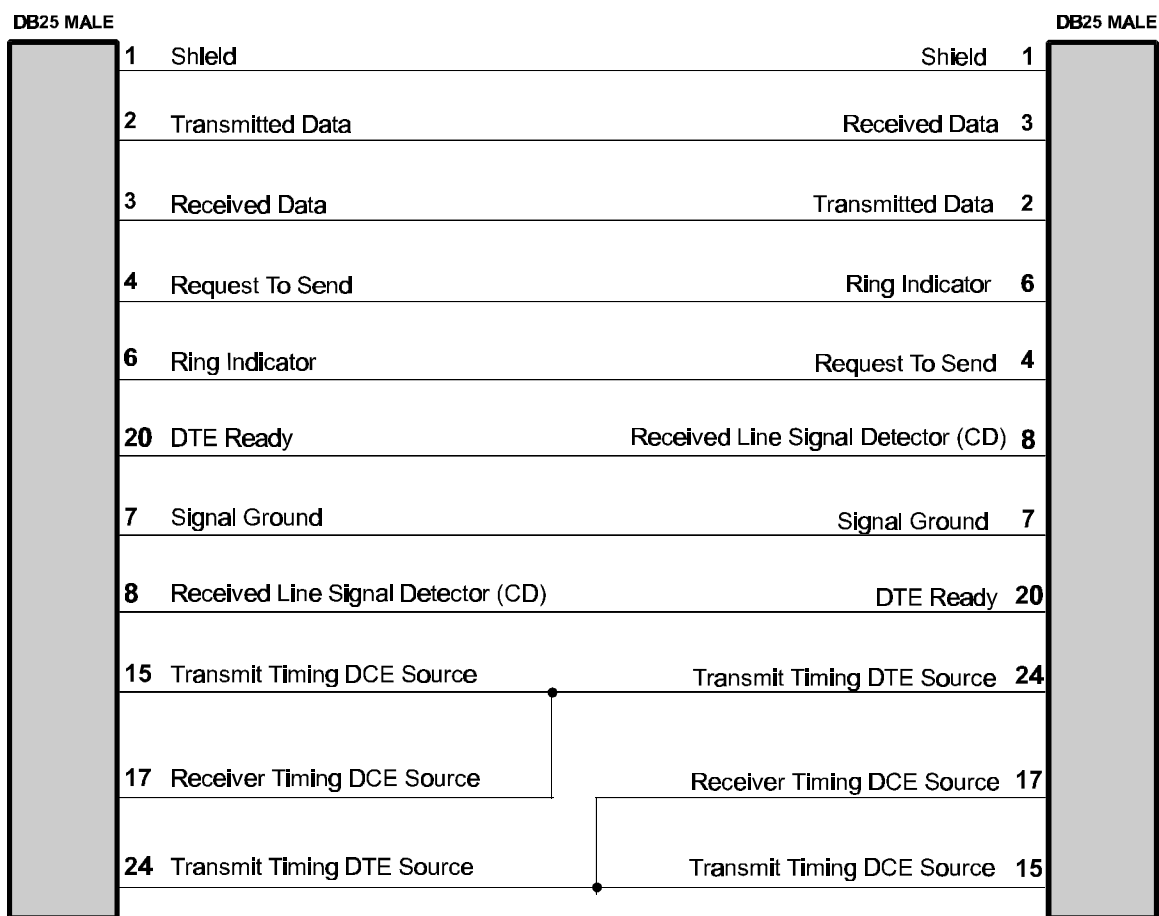 DB25 MALE DB25 MALE
1 Shield Shield 1
2 Transmitted Data Received Data 3
3 Received Data Transmitted Data 2
4 Request To Send Ring Indicator 6
6 Ring Indicator Request To Send 4
20 DTE Ready Received Line Signal Detector (CD) 8
7 Signal Ground Signal Ground 7
8 Received Line Signal Detector (CD) DTE Ready 20
15 Transmit Timing DCE Source Transmit Timing DTE Source 24
17 Receiver Timing DCE Source Receiver Timing DCE Source 17
24 Transmit Timing DTE Source Transmit Timing DCE Source 15